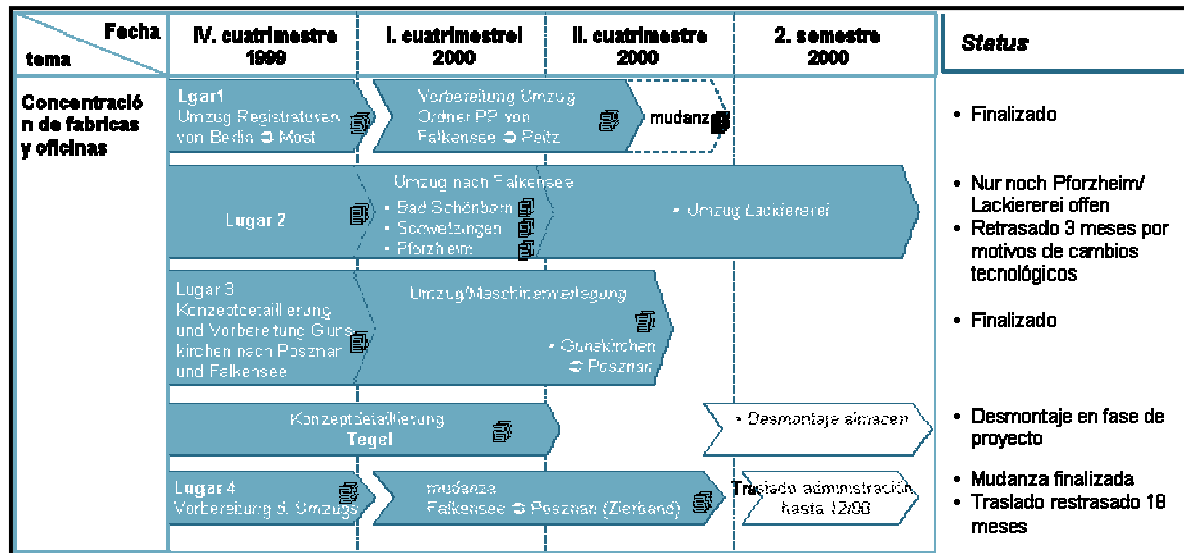 Fecha
tema
IV. cuatrimestre
1999
I. cuatrimestrel
2000
II. cuatrimestre
2000
2. semestre
2000
Status
Concentració
n de fabricas
y oficinas
Lgar1
Umzug Registraturen
von Berlin ➲ Most
Vorbereitung Umzug
Ordner PP von
Falkensee ➲ Peitz
mudanz
• Finalizado
Lugar 2
Umzug nach Falkensee
• Bad Schönborn
• Scowetzingen
• Pforzheim
• Umzug Lackiererei
• Nur noch Pforzheim/
Lackiererei offen
• Retrasado 3 meses por
motivos de cambios
tecnológicos
Lugar 3
Konzeptdetaillierung
und Vorbereitung Guns
kirchen nach Posznan
und Falkensee
Umzug/Maschinenverlagung
• Gunskirchen
➲ Posznan
• Finalizado
Konzeptdetaillierung
Tegel
• Desmontaje almacen
• Desmontaje en fase de
proyecto
Lugar 4
Vorbereitung d. Umzugs
mudanza
Falkensee ➲ Posznan (Zierband)
Traslado administración
hasta 12/00
• Mudanza finalizada
• Traslado restrasado 18
meses